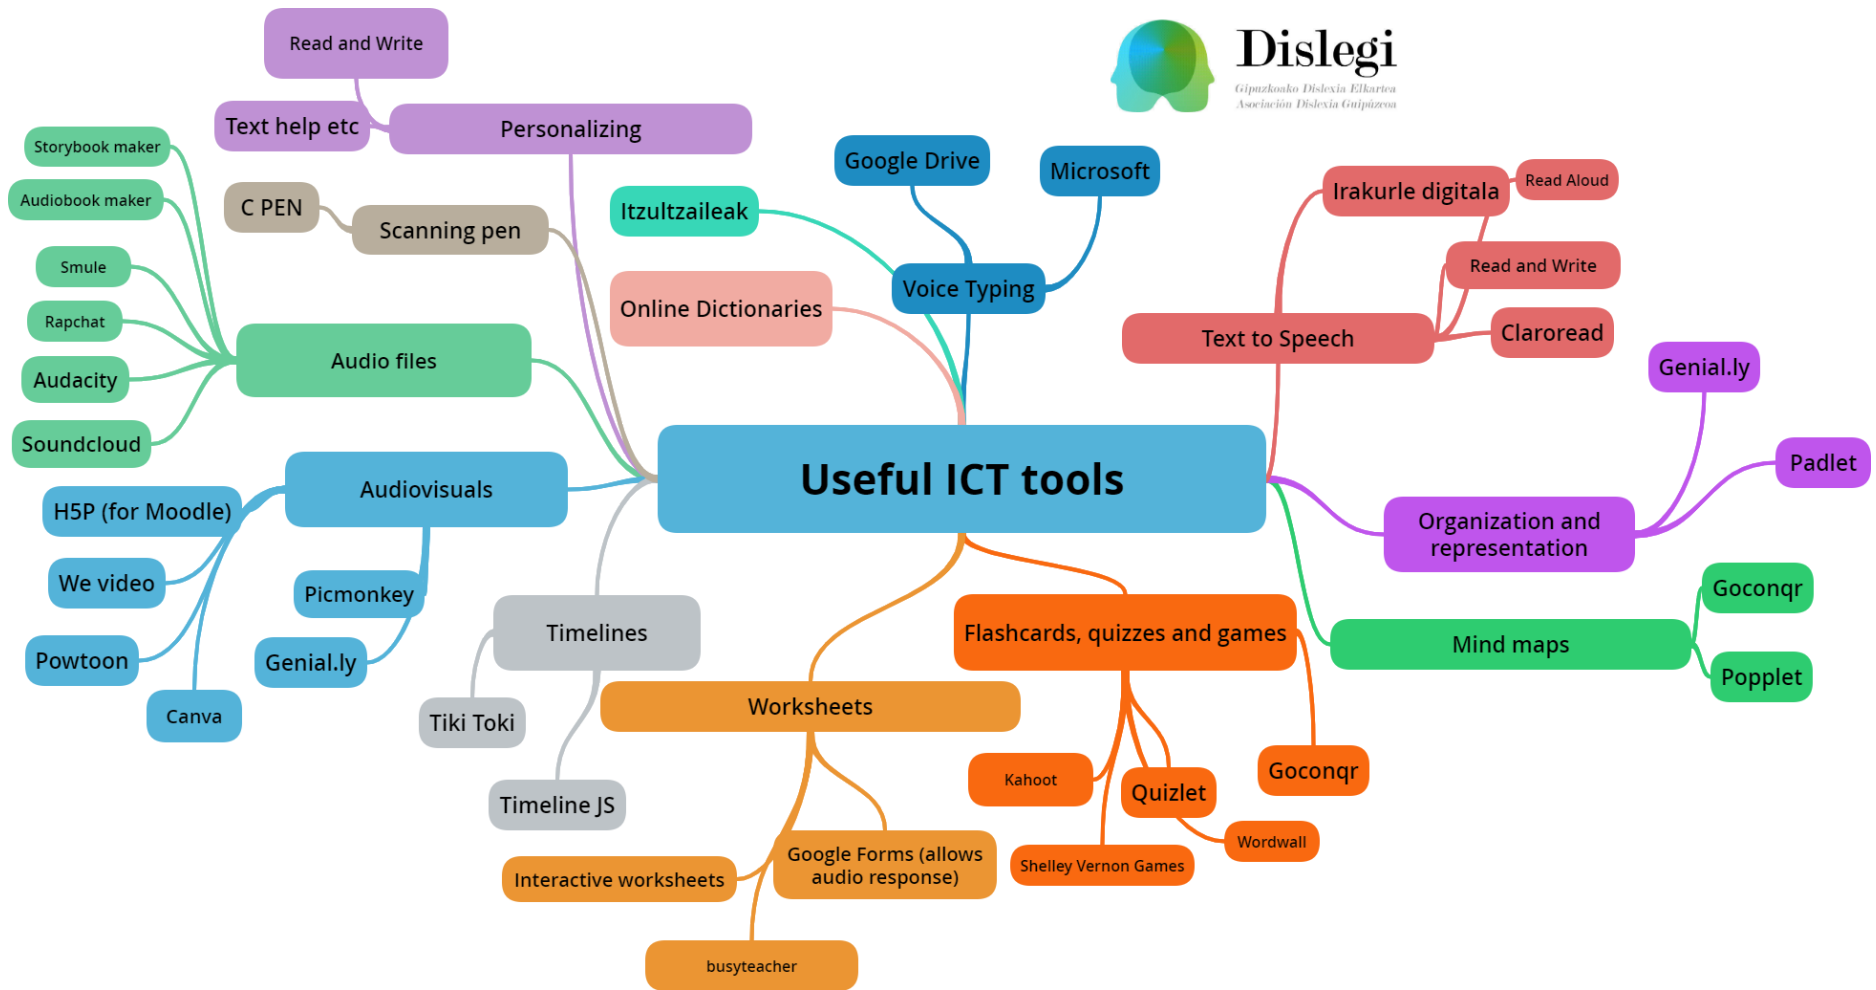 Dislegi
Gipuzkoako Dislexia Elkartea
Asociación Dislexia Guipúzcoa
Useful ICT tools
Personalizing
Read and Write
Text help etc
Scanning pen
C PEN
Audio files
Storybook maker
Audiobook maker
Smule
Rapchat
Audacity
Soundcloud
Audiovisuals
H5P (for Moodle)
We video
Powtoon
Canva
Picmonkey
Genial.ly
Timelines
Tiki Toki
Timeline JS
Worksheets
Interactive worksheets
Google Forms (allows
audio response)
busyteacher
Flashcards, quizzes and games
Kahoot
Shelley Vernon Games
Quizlet
Wordwall
Goconqr
Mind maps
Goconqr
Popplet
Organization and
representation
Genial.ly
Padlet
Text to Speech
Irakurle digitala
Read Aloud
Read and Write
Claroread
Voice Typing
Google Drive
Microsoft
Itzultzaileak
Online Dictionaries